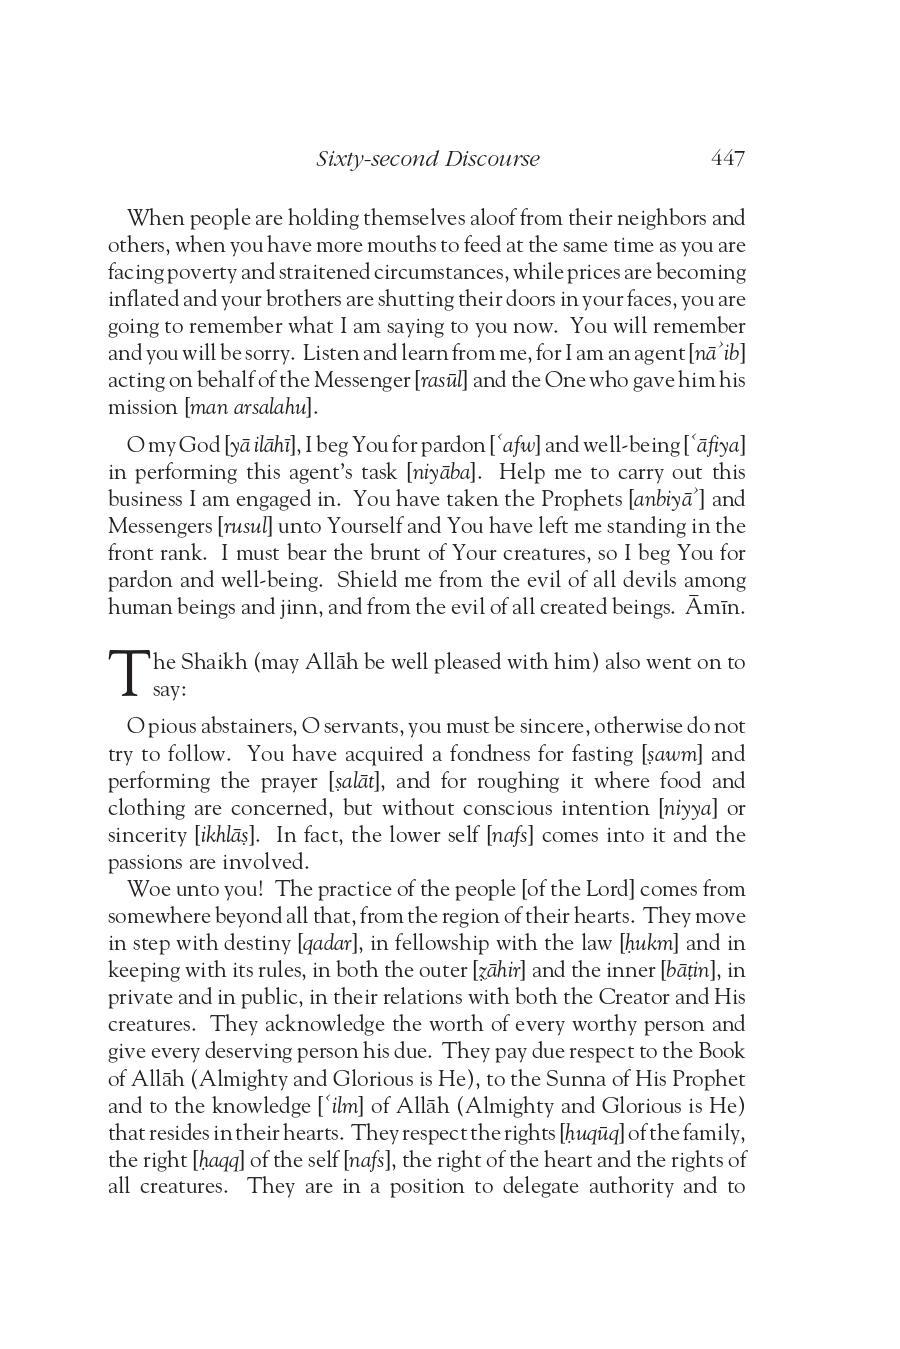 Sixty-second Discourse 447
When people are holding themselves aloof from their neighbors and
others, when you have more mouths to feed at the same time as you are
facing poverty and straitened circumstances, while prices are becoming
inflated and your brothers are shutting their doors in your faces, you are
going to remember what I am saying to you now. You will remember
and you will be sorry. Listen and learn from me, for I am an agent [nāʾib]
acting on behalf of the Messenger [rasūl] and the One who gave him his
mission [man arsalahu].
O my God [yā ilāhī], I beg You for pardon [ʿafw] and well-being [ʿāfiya]
in performing this agent's task [niyāba]. Help me to carry out this
business I am engaged in. You have taken the Prophets [anbiyāʾ] and
Messengers [rusul] unto Yourself and You have left me standing in the
front rank. I must bear the brunt of Your creatures, so I beg You for
pardon and well-being. Shield me from the evil of all devils among
human beings and jinn, and from the evil of all created beings. Āmīn.
The Shaikh (may Allāh be well pleased with him) also went on to
say:
O pious abstainers, O servants, you must be sincere, otherwise do not
try to follow. You have acquired a fondness for fasting [ṣawm] and
performing the prayer [ṣalāt], and for roughing it where food and
clothing are concerned, but without conscious intention [niyya] or
sincerity [ikhlāṣ]. In fact, the lower self [nafs] comes into it and the
passions are involved.
Woe unto you! The practice of the people [of the Lord] comes from
somewhere beyond all that, from the region of their hearts. They move
in step with destiny [qadar], in fellowship with the law [ḥukm] and in
keeping with its rules, in both the outer [ẓāhir] and the inner [bāṭin], in
private and in public, in their relations with both the Creator and His
creatures. They acknowledge the worth of every worthy person and
give every deserving person his due. They pay due respect to the Book
of Allāh (Almighty and Glorious is He), to the Sunna of His Prophet
and to the knowledge [ʿilm] of Allāh (Almighty and Glorious is He)
that resides in their hearts. They respect the rights [ḥuqūq] of the family,
the right [ḥaqq] of the self [nafs], the right of the heart and the rights of
all creatures. They are in a position to delegate authority and to